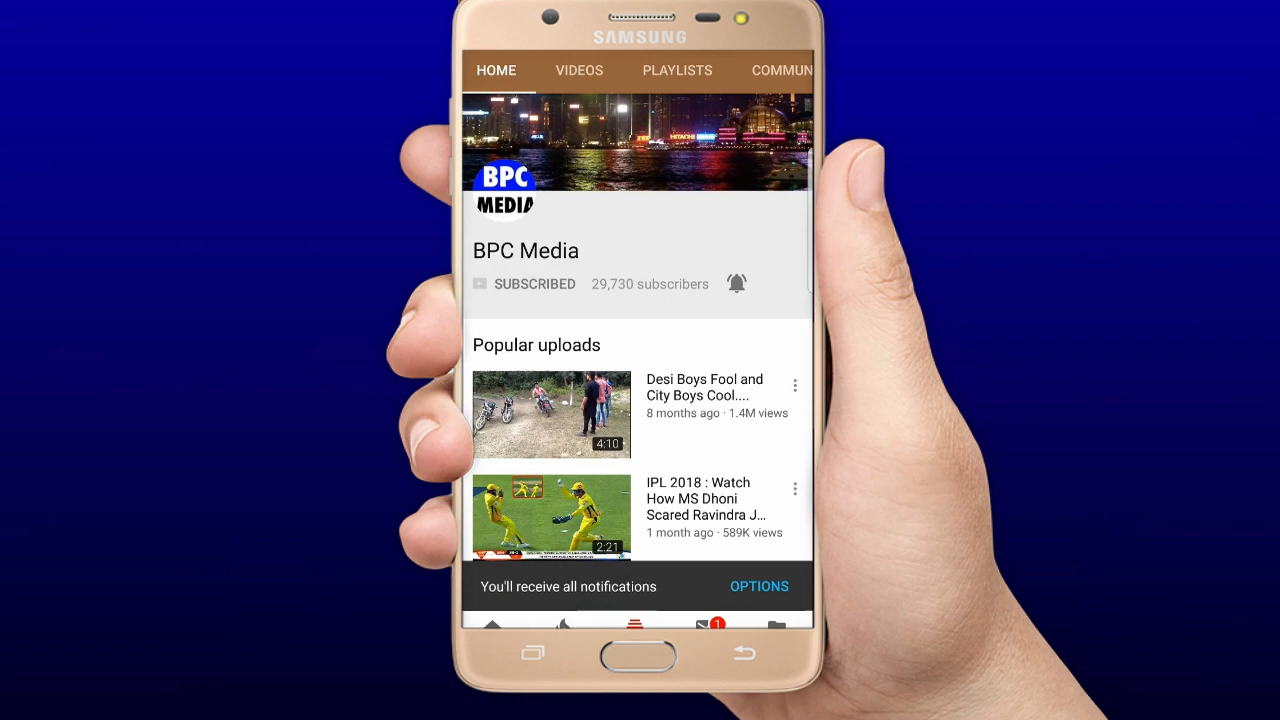 SAMSUNG
HOME VIDEOS PLAYLISTS COMMUN
HITACHI
BPC
MEDIA
BPC Media
SUBSCRIBED 29,730 subscribers
Popular uploads
Desi Boys Fool and
City Boys Cool....
8 months ago · 1.4M views
4:10
IPL 2018 : Watch
How MS Dhoni
Scared Ravindra J...
1 month ago · 589K views
2:21
You'll receive all notifications OPTIONS
1